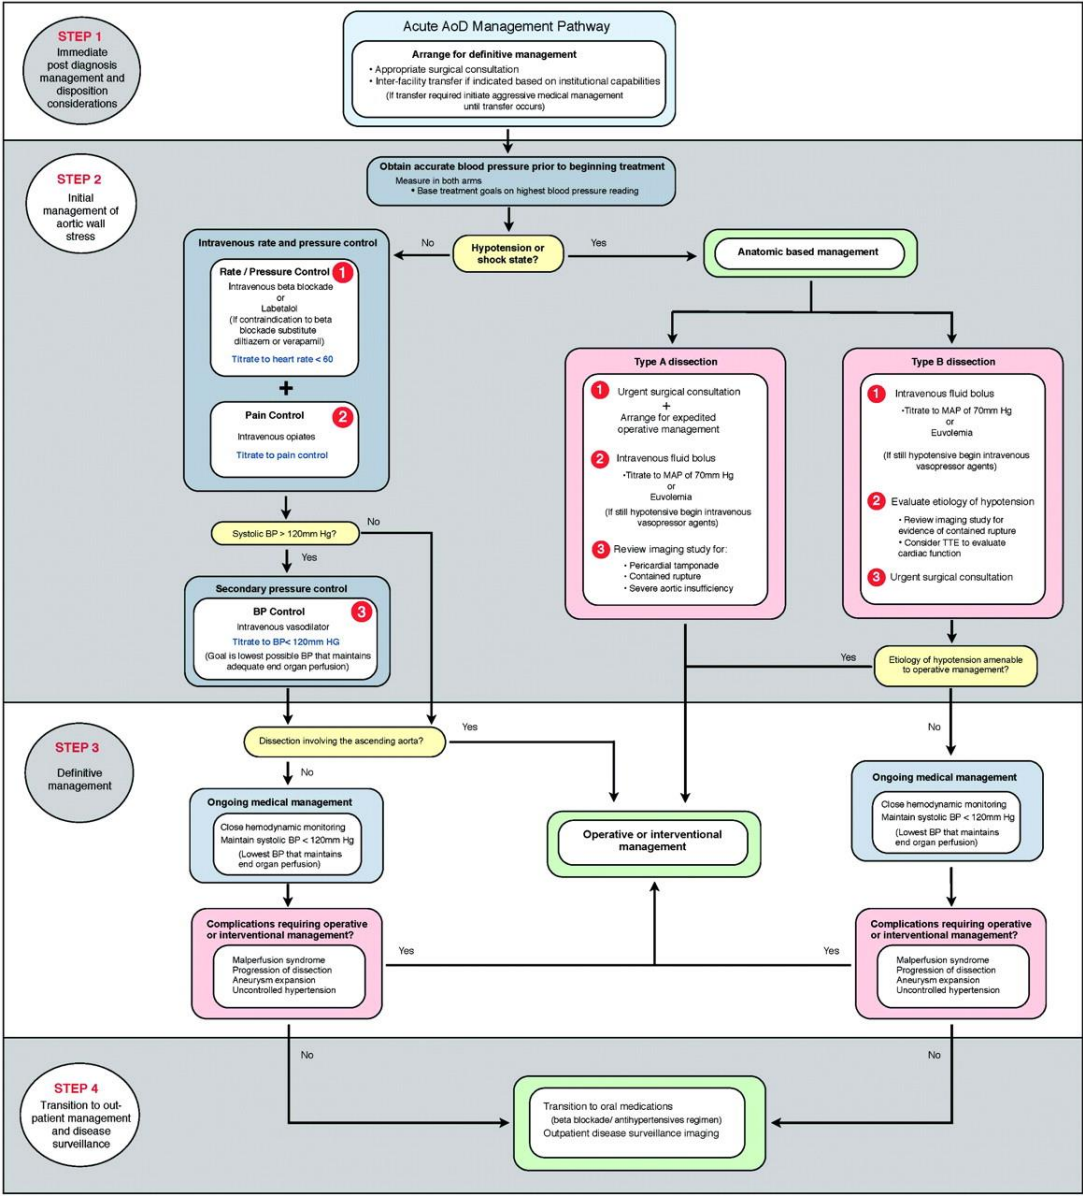 STEP 1
Immediate
post diagnosis
management and
disposition
considerations
Acute AoD Management Pathway
Arrange for definitive management
• Appropriate surgical consultation
• Inter-facility transfer if indicated based on institutional capabilities
(If transfer required initiate aggressive medical management
until transfer occurs)
STEP 2
Initial
management of
aortic wall
stress
Obtain accurate blood pressure prior to beginning treatment
Measure in both arms
• Base treatment goals on highest blood pressure reading
Hypotension or
shock state?
No
Yes
Intravenous rate and pressure control
Rate / Pressure Control
1
Intravenous beta blockade
or
Labetalol
(If contraindication to beta
blockade substitute
diltiazem or verapamil)
Titrate to heart rate < 60
+
Pain Control
2
Intravenous opiates
Titrate to pain control
Systolic BP > 120mm Hg?
No
Yes
Secondary pressure control
BP Control
3
Intravenous vasodilator
Titrate to BP< 120mm HG
(Goal is lowest possible BP that maintains
adequate end organ perfusion)
Anatomic based management
Type A dissection
1 Urgent surgical consultation
+
Arrange for expedited
operative management
2 Intravenous fluid bolus
•Titrate to MAP of 70mm Hg
or
Euvolemia
(If still hypotensive begin intravenous
vasopressor agents)
3 Review imaging study for:
• Pericardial tamponade
• Contained rupture
• Severe aortic insufficiency
Type B dissection
1 Intravenous fluid bolus
•Titrate to MAP of 70mm Hg
or
Euvolemia
(If still hypotensive begin intravenous
vasopressor agents)
2 Evaluate etiology of hypotension
• Review imaging study for
evidence of contained rupture
• Consider TTE to evaluate
cardiac function
3 Urgent surgical consultation
Etiology of hypotension amenable
to operative management?
Yes
No
STEP 3
Definitive
management
Dissection involving the ascending aorta?
Yes
No
Ongoing medical management
Close hemodynamic monitoring
Maintain systolic BP < 120mm Hg
(Lowest BP that maintains
end organ perfusion)
Operative or interventional
management
Ongoing medical management
Close hemodynamic monitoring
Maintain systolic BP < 120mm Hg
(Lowest BP that maintains
end organ perfusion)
Complications requiring operative
or interventional management?
Malperfusion syndrome
Progression of dissection
Aneurysm expansion
Uncontrolled hypertension
Yes
Yes
Complications requiring operative
or interventional management?
Malperfusion syndrome
Progression of dissection
Aneurysm expansion
Uncontrolled hypertension
No
No
STEP 4
Transition to out-
patient management
and disease
surveillance
Transition to oral medications
(beta blockade/ antihypertensives regimen)
Outpatient disease surveillance imaging